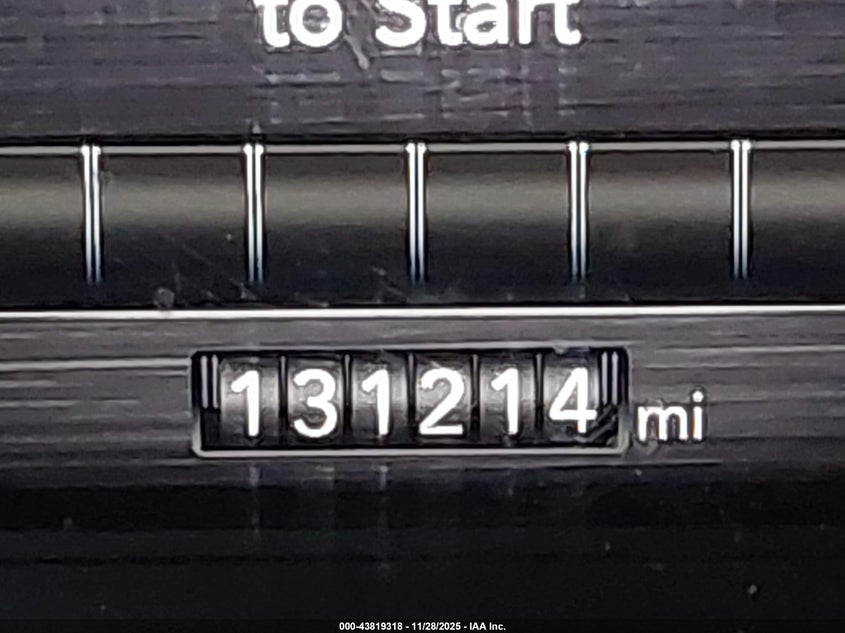 to Start
131214 mi
000-43819318 - 11/28/2025 - IAA Inc.